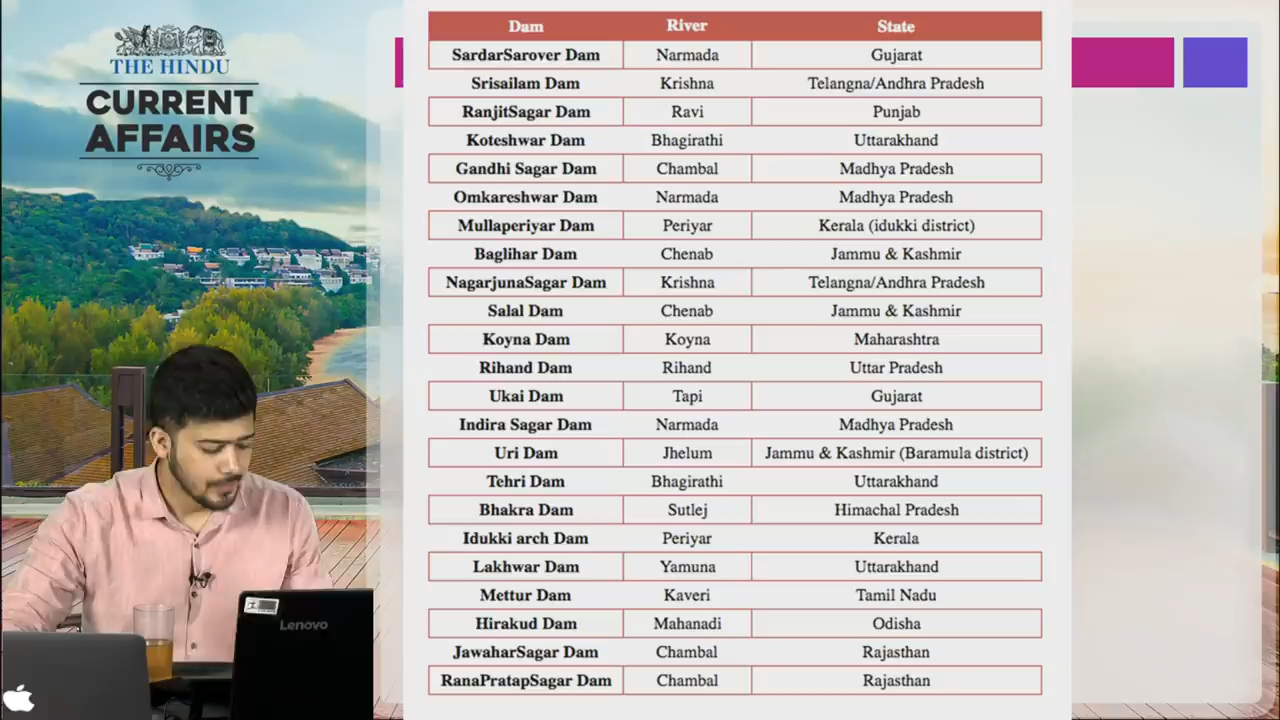 THE HINDU
CURRENT
AFFAIRS
Dam River State
SardarSarover Dam Narmada Gujarat
Srisailam Dam Krishna Telangna/Andhra Pradesh
RanjitSagar Dam Ravi Punjab
Koteshwar Dam Bhagirathi Uttarakhand
Gandhi Sagar Dam Chambal Madhya Pradesh
Omkareshwar Dam Narmada Madhya Pradesh
Mullaperiyar Dam Periyar Kerala (idukki district)
Baglihar Dam Chenab Jammu & Kashmir
NagarjunaSagar Dam Krishna Telangna/Andhra Pradesh
Salal Dam Chenab Jammu & Kashmir
Koyna Dam Koyna Maharashtra
Rihand Dam Rihand Uttar Pradesh
Ukai Dam Tapi Gujarat
Indira Sagar Dam Narmada Madhya Pradesh
Uri Dam Jhelum Jammu & Kashmir (Baramula district)
Tehri Dam Bhagirathi Uttarakhand
Bhakra Dam Sutlej Himachal Pradesh
Idukki arch Dam Periyar Kerala
Lakhwar Dam Yamuna Uttarakhand
Mettur Dam Kaveri Tamil Nadu
Hirakud Dam Mahanadi Odisha
JawaharSagar Dam Chambal Rajasthan
RanaPratapSagar Dam Chambal Rajasthan
Lenovo